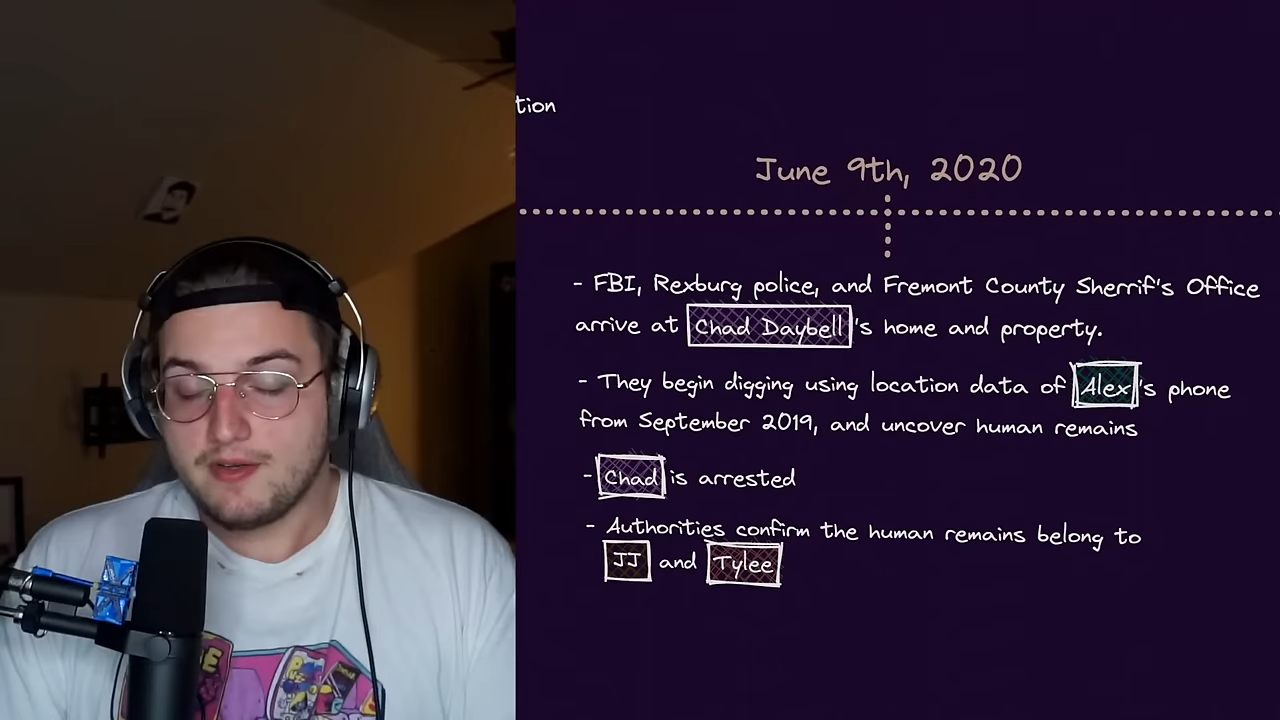 tion
June 9th, 2020
- FBI, Rexburg police, and Fremont County Sherrif's Office
arrive at Chad Daybell's home and property.
- They begin digging using location data of Alex's phone
from September 2019, and uncover human remains
- Chad is arrested
- Authorities confirm the human remains belong to
JJ and Tylee